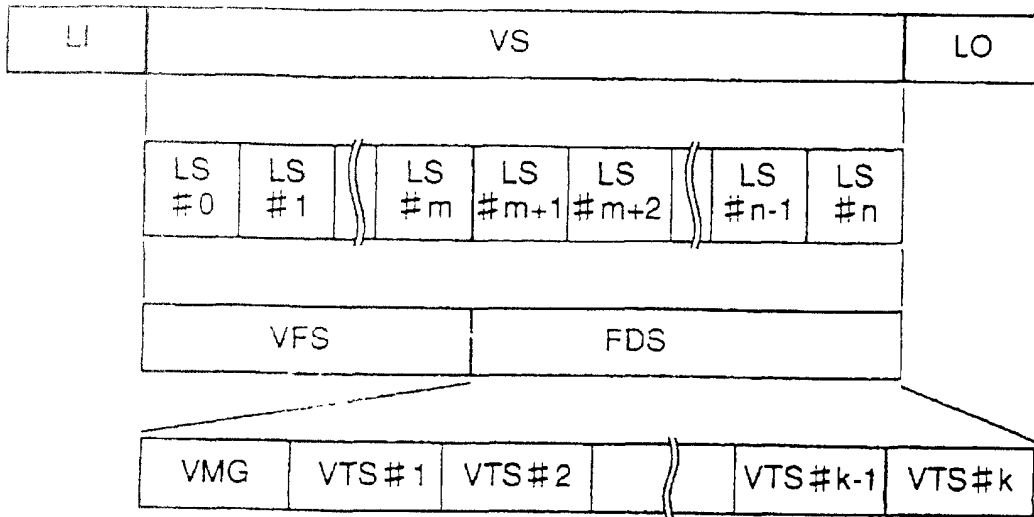 LI VS LO
LS LS LS LS LS LS LS
#0 #1 #m #m+1 #m+2 #n-1 #n
VFS FDS
VMG VTS#1 VTS#2 VTS#k-1 VTS#k